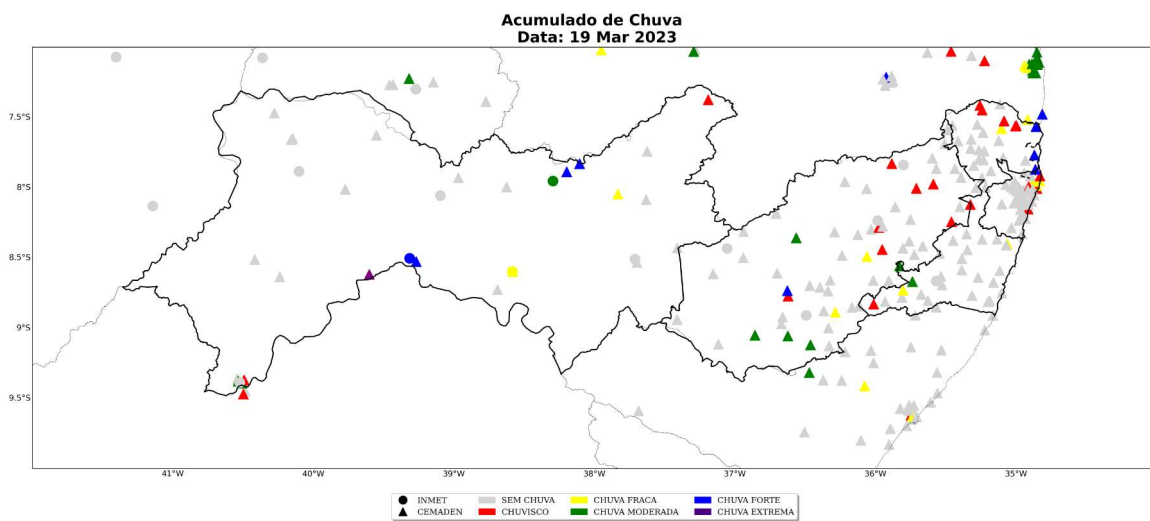 Acumulado de Chuva
Data: 19 Mar 2023
7.5°S
8°S
8.5°S
9°S
9.5°S
41°W 40°W 39°W 38°W 37°W 36°W 35°W
INMET SEM CHUVA CHUVA FRACA CHUVA FORTE
CEMADEN CHUVISCO CHUVA MODERADA CHUVA EXTREMA